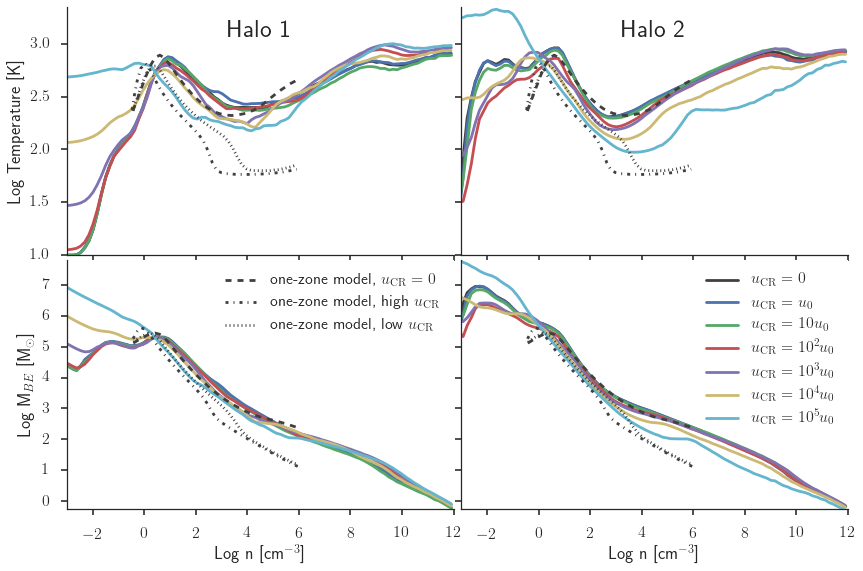 Halo 1
Halo 2
Log Temperature [K]
3.0
2.5
2.0
1.5
1.0
one-zone model, u_CR = 0
one-zone model, high u_CR
one-zone model, low u_CR
u_CR = 0
u_CR = u_0
u_CR = 10u_0
u_CR = 10^2u_0
u_CR = 10^3u_0
u_CR = 10^4u_0
u_CR = 10^5u_0
Log M_BE [M_⊙]
7
6
5
4
3
2
1
0
−2 0 2 4 6 8 10 12
−2 0 2 4 6 8 10 12
Log n [cm^−3]
Log n [cm^−3]